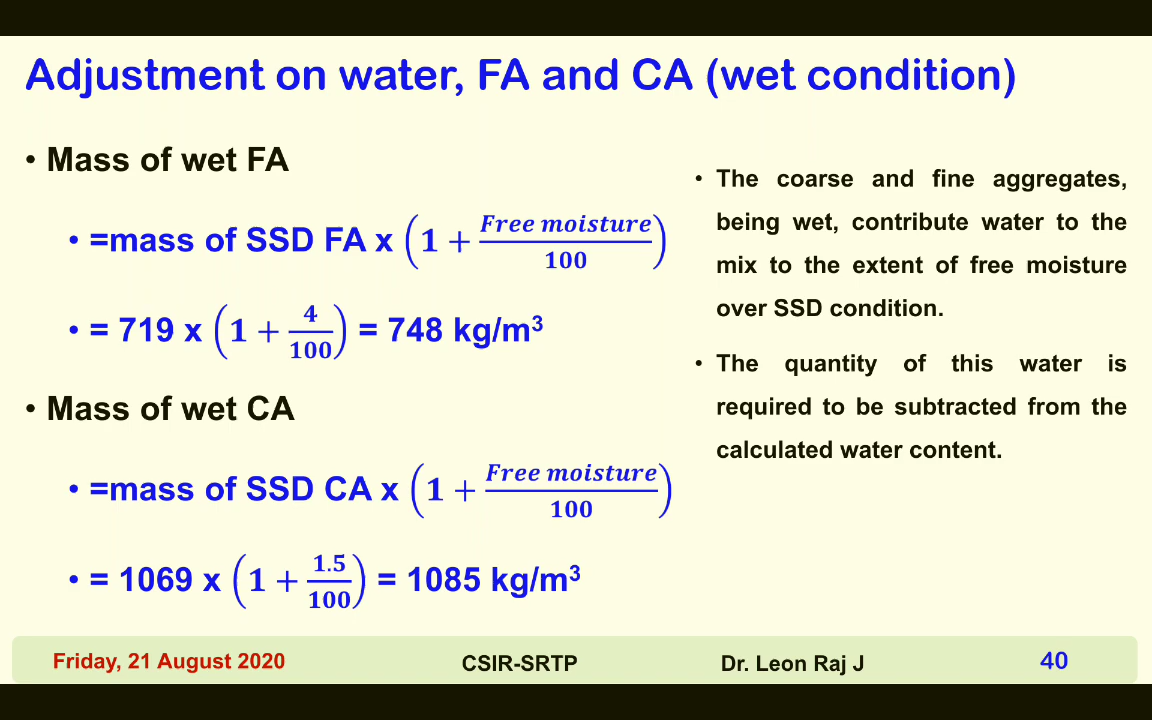 Adjustment on water, FA and CA (wet condition)
• Mass of wet FA
• =mass of SSD FA x (1 + Free moisture/100)
• = 719 x (1 + 4/100) = 748 kg/m³
• Mass of wet CA
• =mass of SSD CA x (1 + Free moisture/100)
• = 1069 x (1 + 1.5/100) = 1085 kg/m³
• The coarse and fine aggregates,
being wet, contribute water to the
mix to the extent of free moisture
over SSD condition.
• The quantity of this water is
required to be subtracted from the
calculated water content.
Friday, 21 August 2020 CSIR-SRTP Dr. Leon Raj J 40